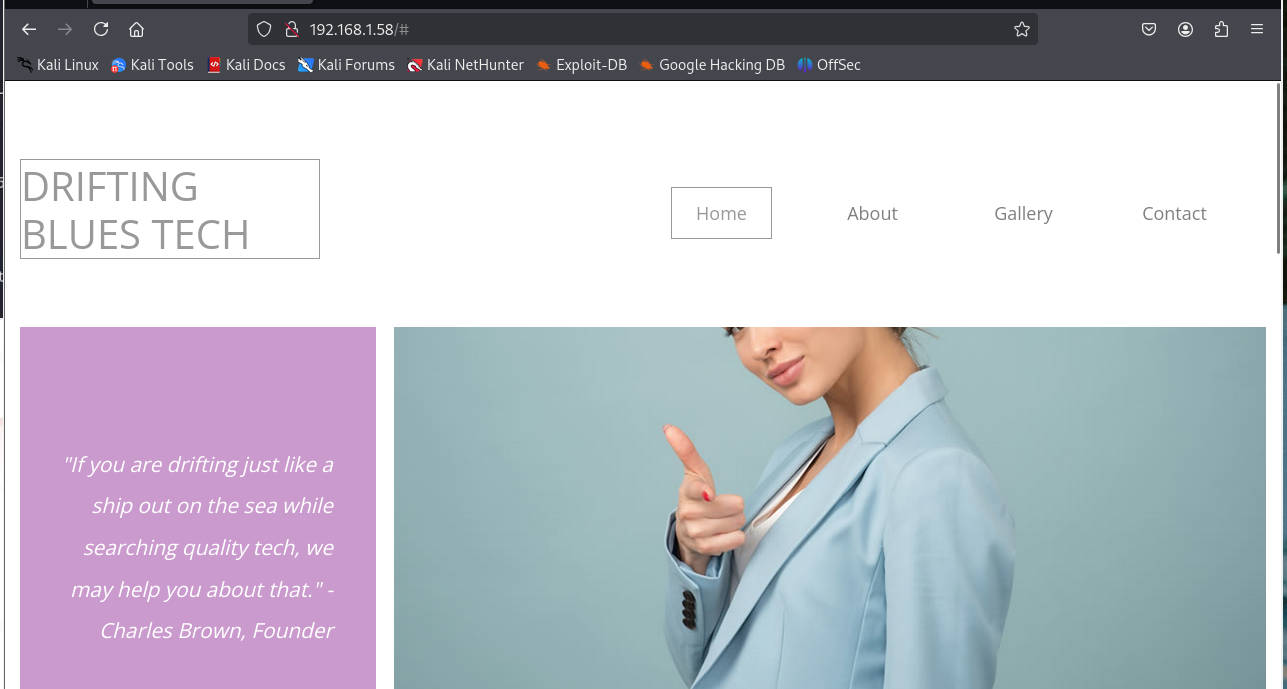 192.168.1.58/#
Kali Linux Kali Tools Kali Docs Kali Forums Kali NetHunter Exploit-DB Google Hacking DB OffSec
DRIFTING
BLUES TECH
Home About Gallery Contact
"If you are drifting just like a
ship out on the sea while
searching quality tech, we
may help you about that." -
Charles Brown, Founder